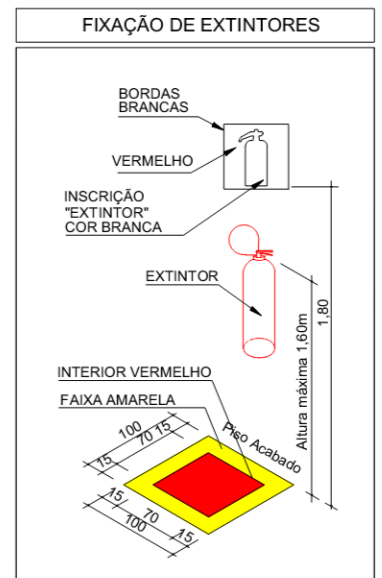 FIXAÇÃO DE EXTINTORES
BORDAS
BRANCAS
VERMELHO
INSCRIÇÃO
"EXTINTOR"
COR BRANCA
EXTINTOR
1,80
Altura máxima 1,60m
INTERIOR VERMELHO
FAIXA AMARELA
Piso Acabado
100
15
70
15
15
70
15
100